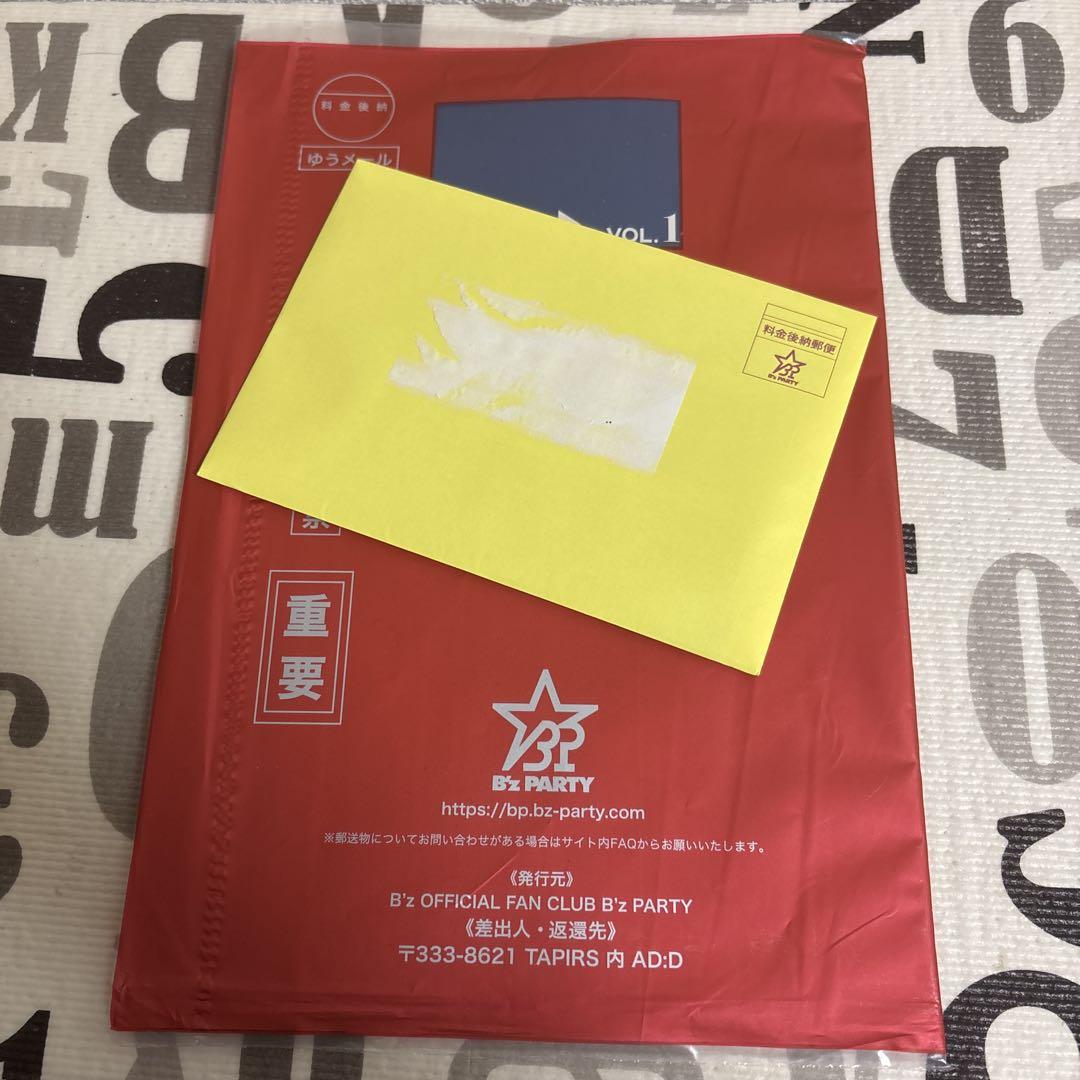 料金後納
ゆうメール
VOL. 1
料金後納郵便
BP
B'z PARTY
重要
BP
B'z PARTY
https://bp.bz-party.com
※郵送物についてお問い合わせがある場合はサイト内FAQからお願いいたします。
《発行元》
B'z OFFICIAL FAN CLUB B'z PARTY
《差出人・返還先》
〒333-8621 TAPIRS 内 AD:D